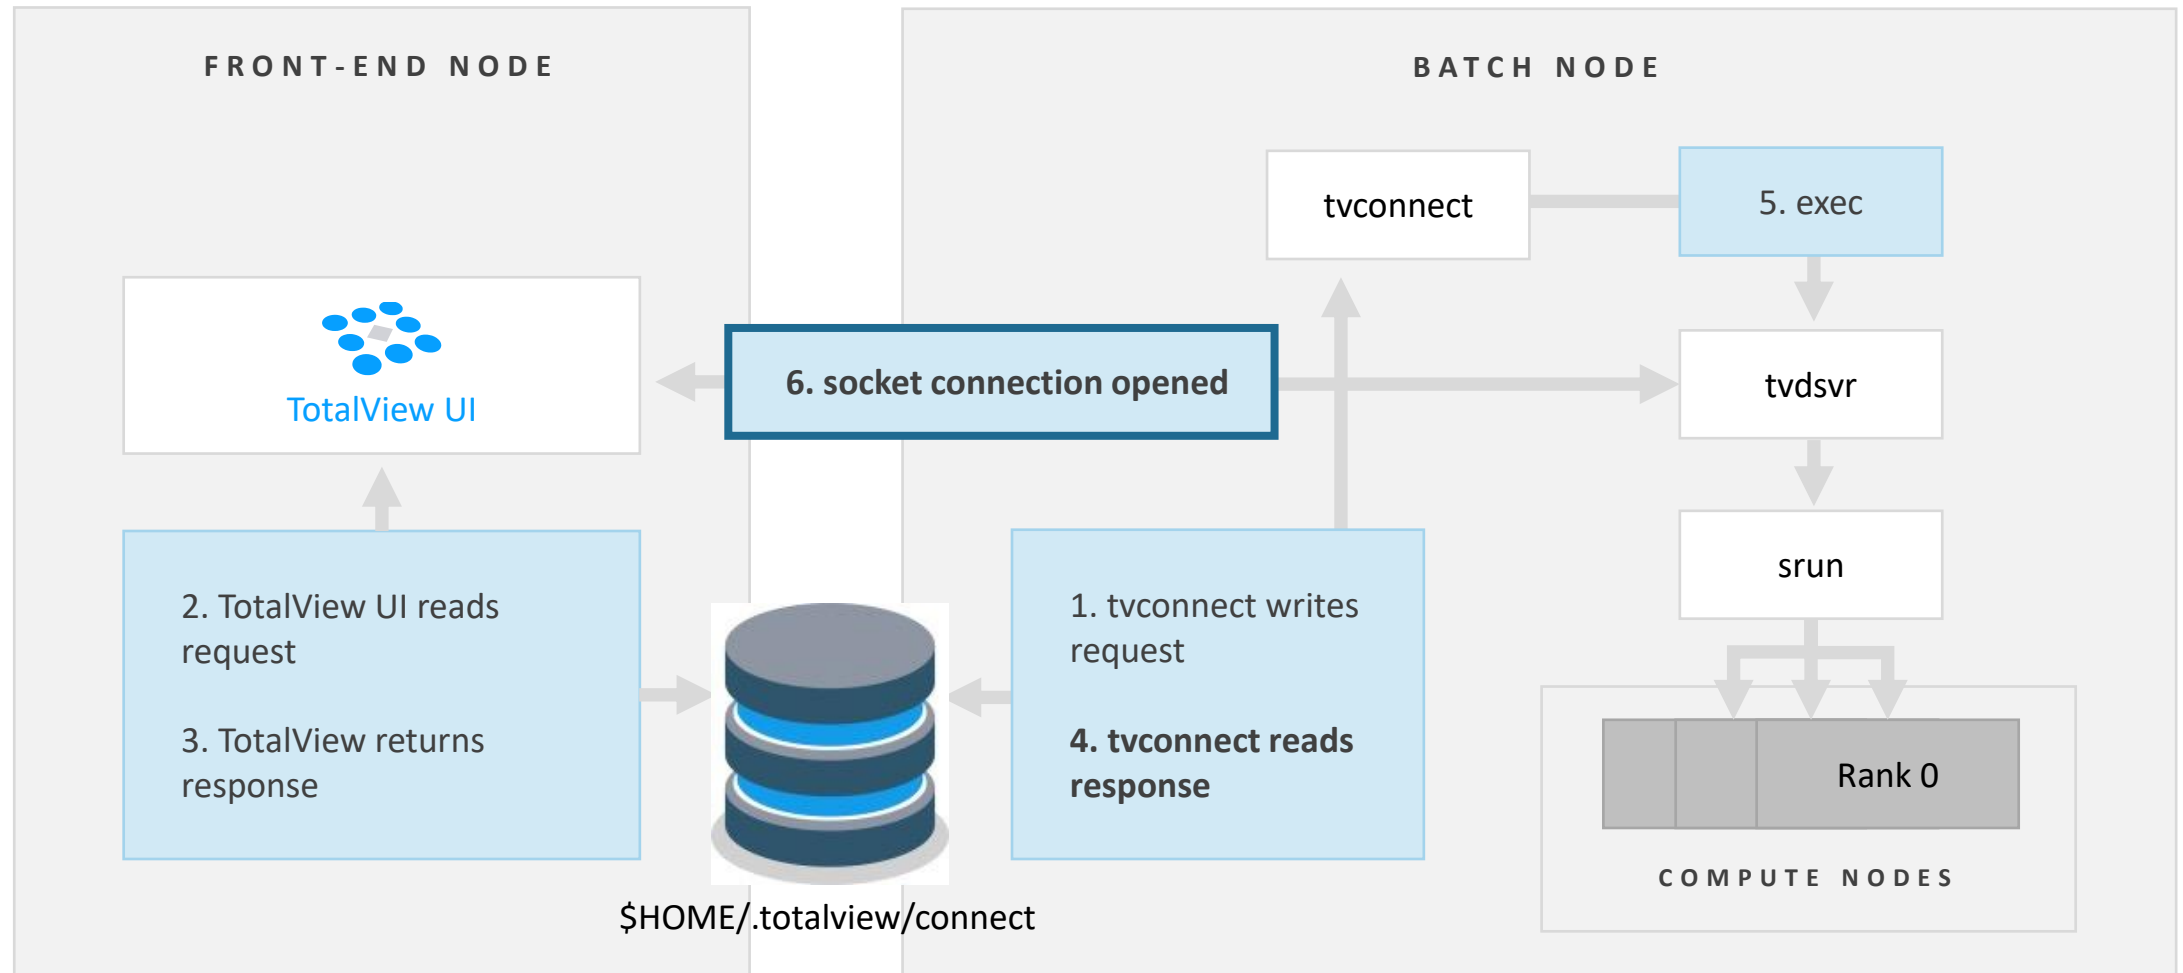 FRONT-END NODE
BATCH NODE
tvconnect
5. exec
TotalView UI
6. socket connection opened
tvdsvr
srun
2. TotalView UI reads
request
3. TotalView returns
response
1. tvconnect writes
request
4. tvconnect reads
response
Rank 0
COMPUTE NODES
$HOME/.totalview/connect